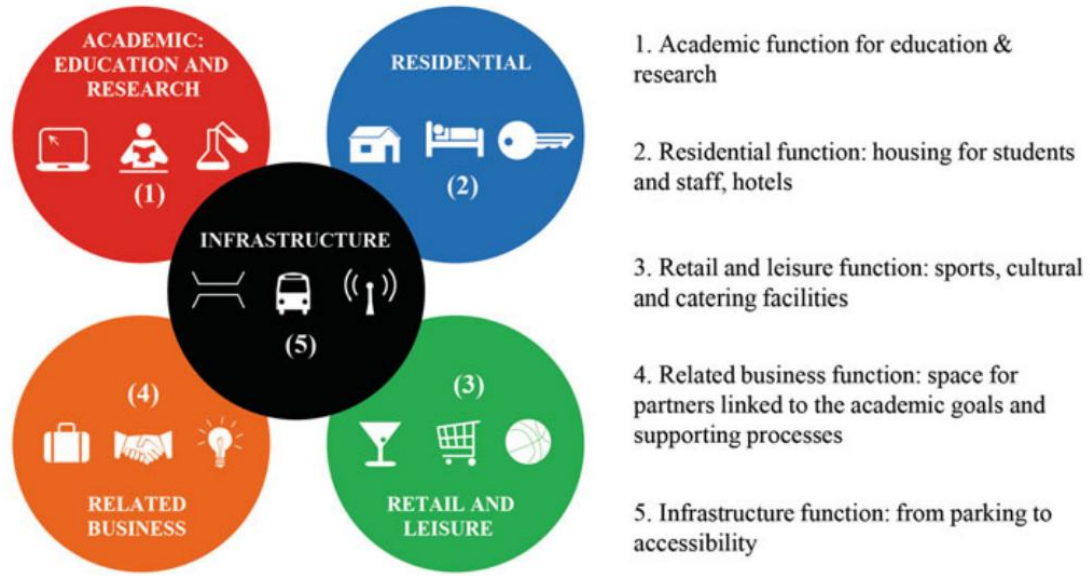 ACADEMIC:
EDUCATION AND
RESEARCH
(1)
RESIDENTIAL
(2)
INFRASTRUCTURE
(5)
(4)
RELATED
BUSINESS
(3)
RETAIL AND
LEISURE
1. Academic function for education &
research
2. Residential function: housing for students
and staff, hotels
3. Retail and leisure function: sports, cultural
and catering facilities
4. Related business function: space for
partners linked to the academic goals and
supporting processes
5. Infrastructure function: from parking to
accessibility